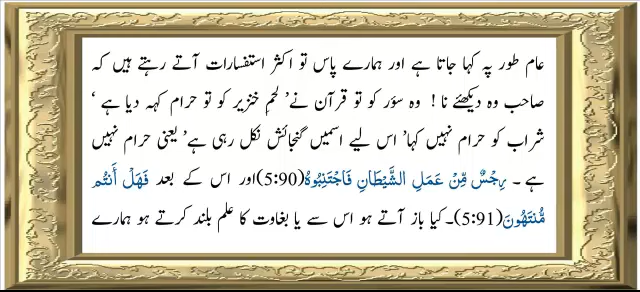 عام طور پہ کہا جاتا ہے اور ہمارے پاس تو اکثر استفسارات آتے رہتے ہیں کہ
صاحب وہ دیکھئے نا! وہ سؤر کو تو قرآن نے’ لحمِ خنزیر کو تو حرام کہہ دیا ہے ‘
شراب کو حرام نہیں کہا‘ اس لیے اسمیں گنجائش نکل رہی ہے‘ یعنی حرام نہیں
ہے ۔ رِجْسٌ مِّنْ عَمَلِ الشَّيْطَانِ فَاجْتَنِبُوهُ(5:90)اور اس کے بعد فَهَلْ أَنتُم
مُّنتَهُونَ(5:91)۔کیا باز آتے ہو اس سے یا بغاوت کا علم بلند کرتے ہو ہمارے